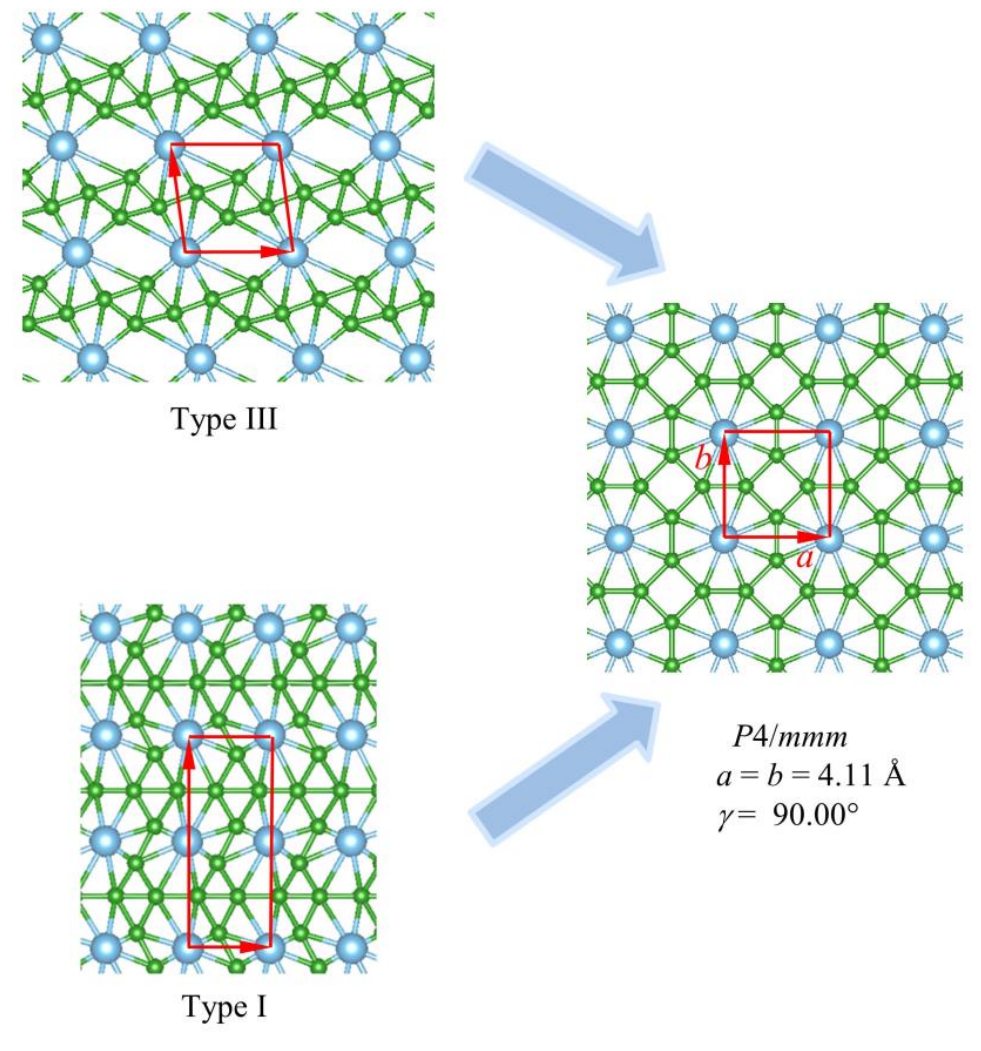 Type III
b
a
P4/mmm
a = b = 4.11 Å
γ = 90.00°
Type I